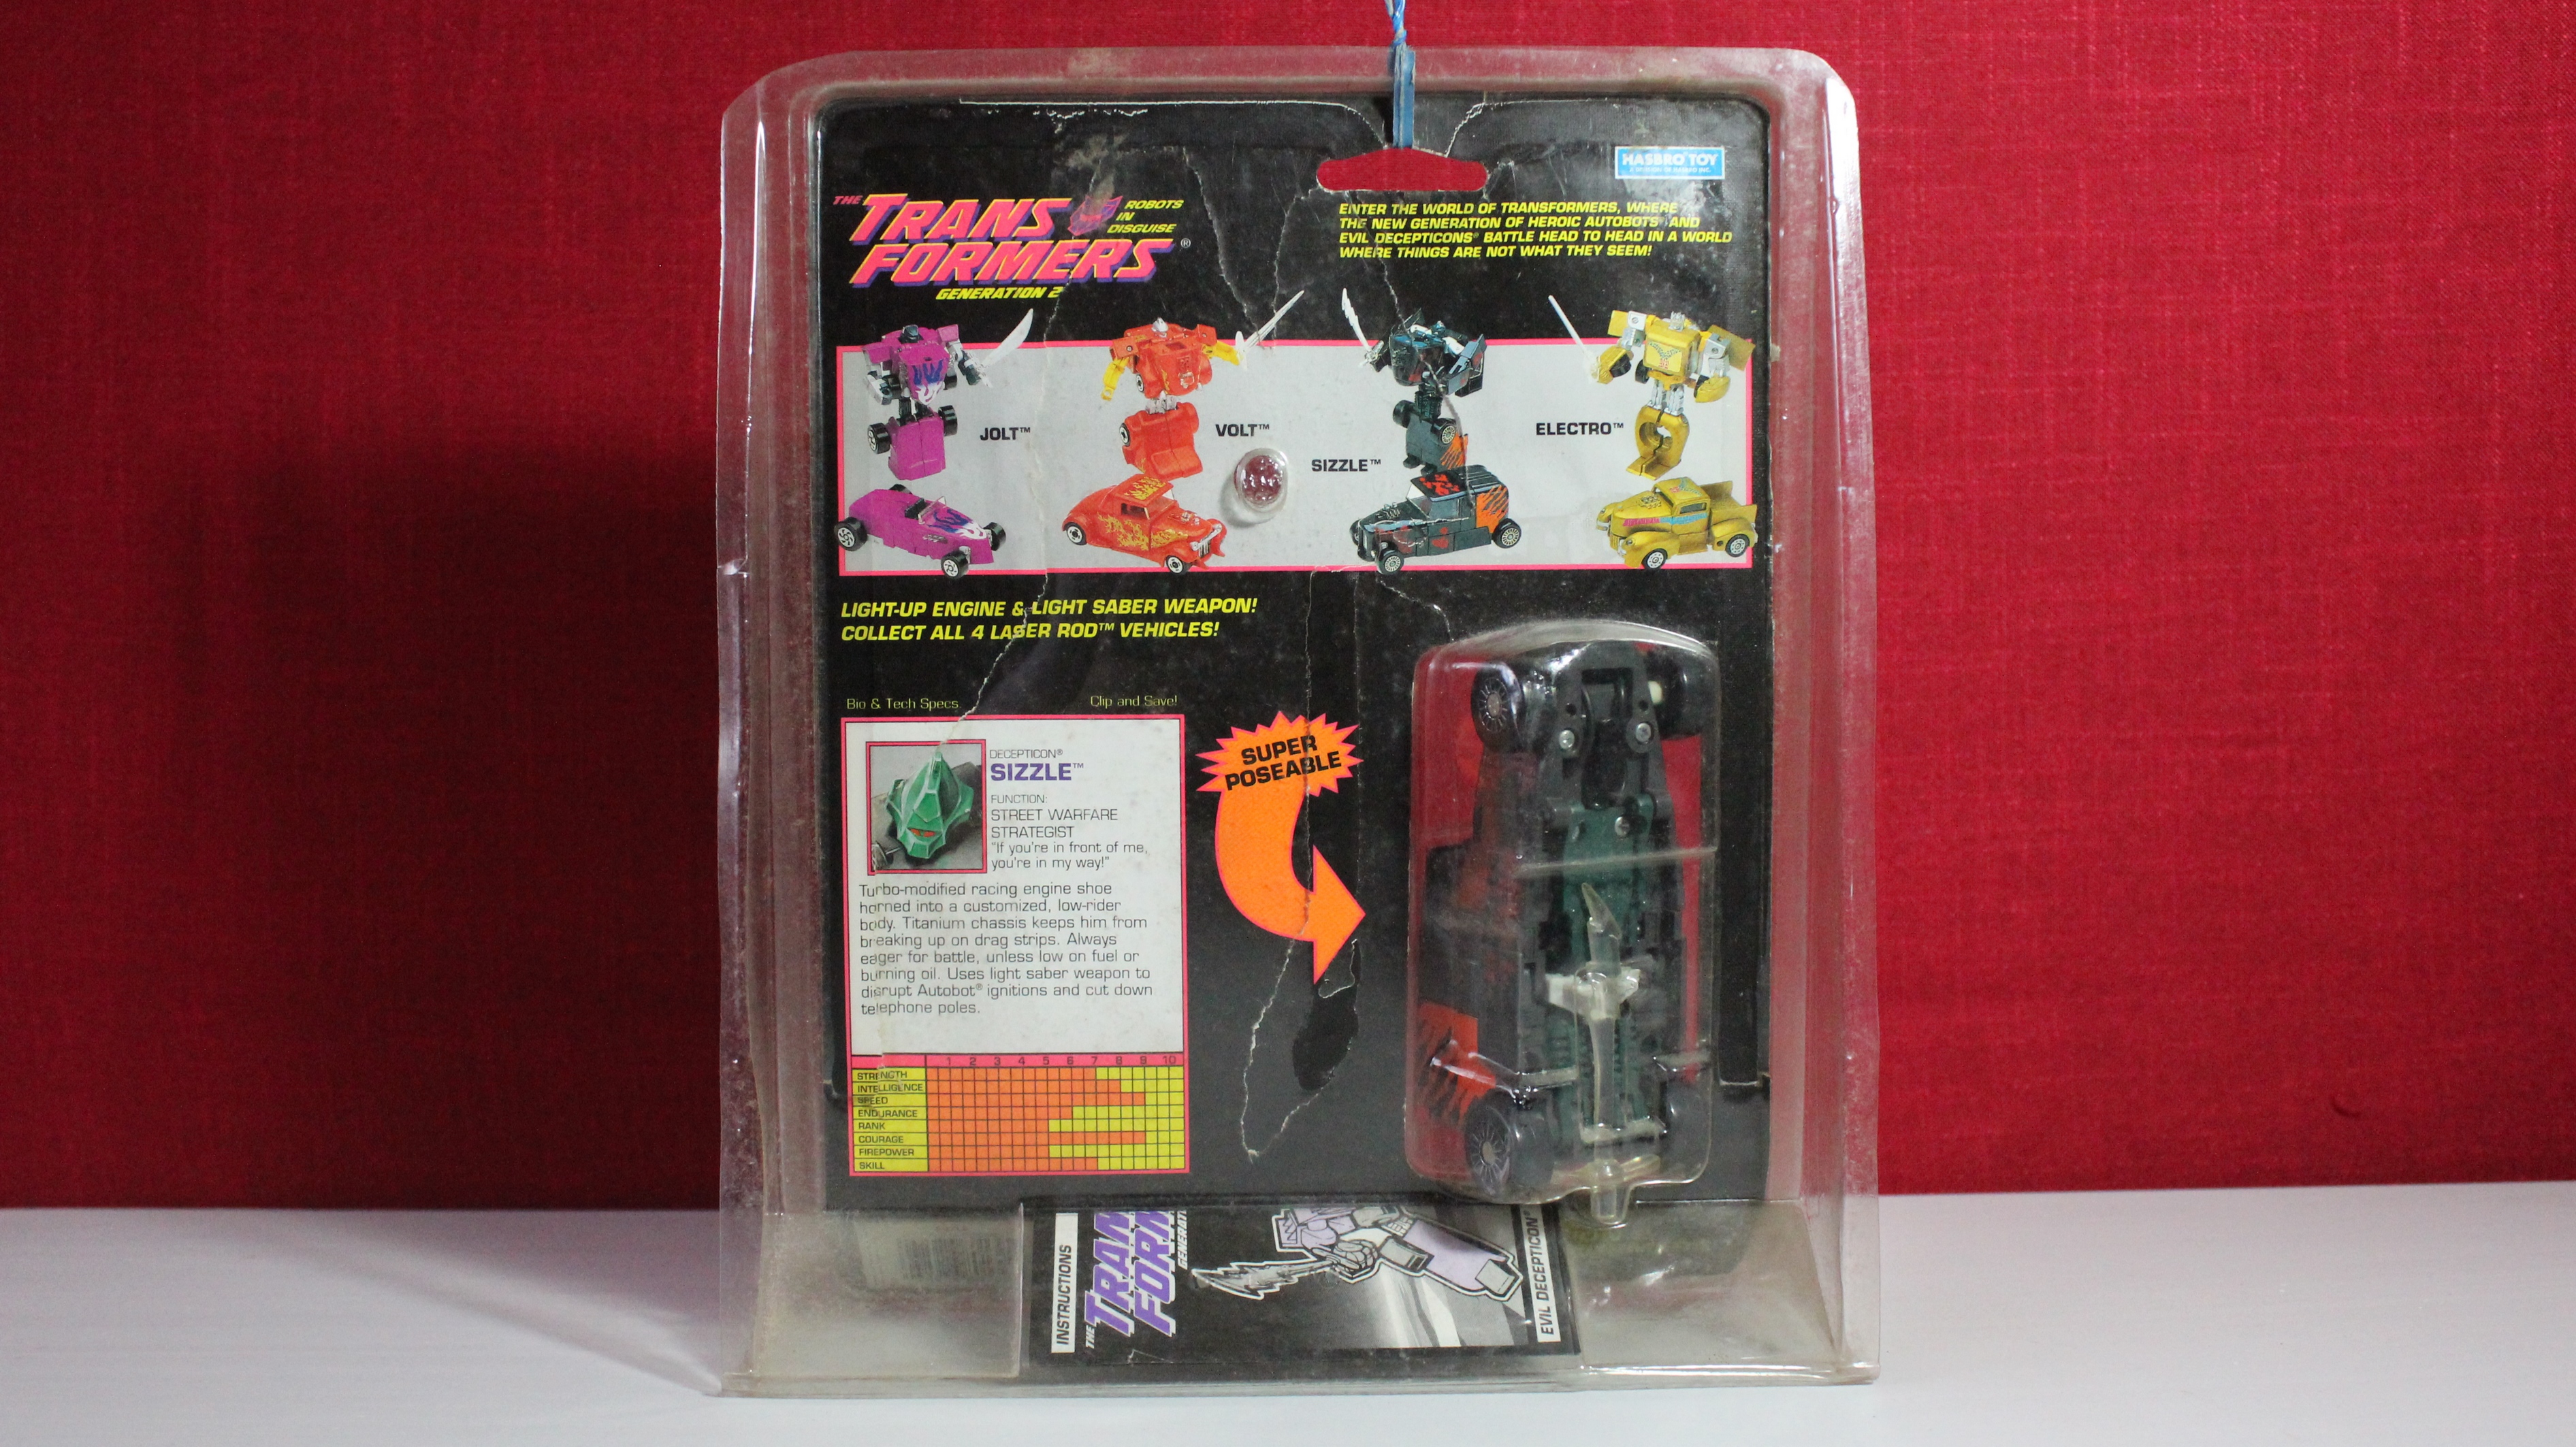 HASBRO® TOY
THE
TRANS
FORMERS®
ROBOTS
IN
DISGUISE
GENERATION 2
ENTER THE WORLD OF TRANSFORMERS, WHERE
THE NEW GENERATION OF HEROIC AUTOBOTS® AND
EVIL DECEPTICONS® BATTLE HEAD TO HEAD IN A WORLD
WHERE THINGS ARE NOT WHAT THEY SEEM!
JOLT™
VOLT™
SIZZLE™
ELECTRO™
LIGHT-UP ENGINE & LIGHT SABER WEAPON!
COLLECT ALL 4 LASER ROD™ VEHICLES!
Bio & Tech Specs
Clip and Save!
DECEPTICON®
SIZZLE™
FUNCTION:
STREET WARFARE
STRATEGIST
"If you're in front of me,
you're in my way!"
Turbo-modified racing engine shoe
horned into a customized, low-rider
body. Titanium chassis keeps him from
breaking up on drag strips. Always
eager for battle, unless low on fuel or
burning oil. Uses light saber weapon to
disrupt Autobot® ignitions and cut down
telephone poles.
1 2 3 4 5 6 7 8 9 10
STRENGTH
INTELLIGENCE
SPEED
ENDURANCE
RANK
COURAGE
FIREPOWER
SKILL
SUPER
POSEABLE
INSTRUCTIONS
THE
TRAN
FORM
GENERATI
EVIL DECEPTICON®